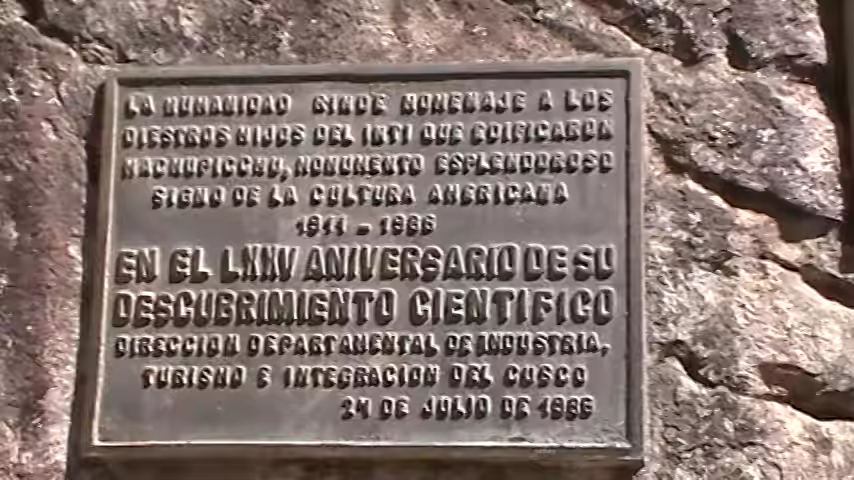 LA HUMANIDAD RINDE HOMENAJE A LOS
DIESTROS HIJOS DEL INTI QUE EDIFICARON
MACHUPICCHU, MONUMENTO ESPLENDOROSO
SIGNO DE LA CULTURA AMERICANA
1911 - 1986
EN EL LXXV ANIVERSARIO DE SU
DESCUBRIMIENTO CIENTIFICO
DIRECCION DEPARTAMENTAL DE INDUSTRIA,
TURISMO E INTEGRACION DEL CUSCO
24 DE JULIO DE 1986